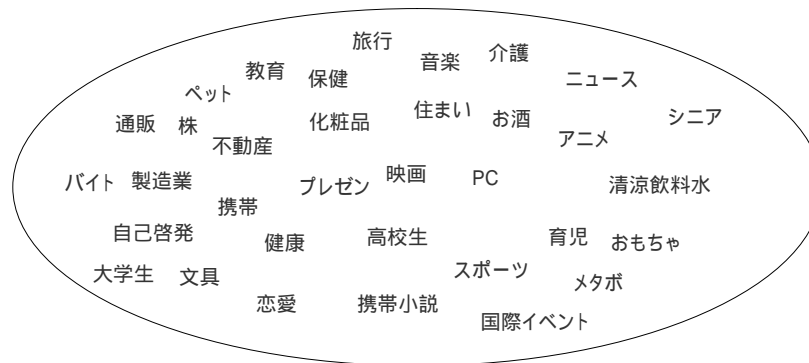 旅行
音楽
介護
教育
保健
ニュース
ペット
通販
株
化粧品
住まい
お酒
シニア
不動産
アニメ
バイト
製造業
プレゼン
映画
PC
清涼飲料水
携帯
自己啓発
健康
高校生
育児
おもちゃ
大学生
文具
スポーツ
メタボ
恋愛
携帯小説
国際イベント